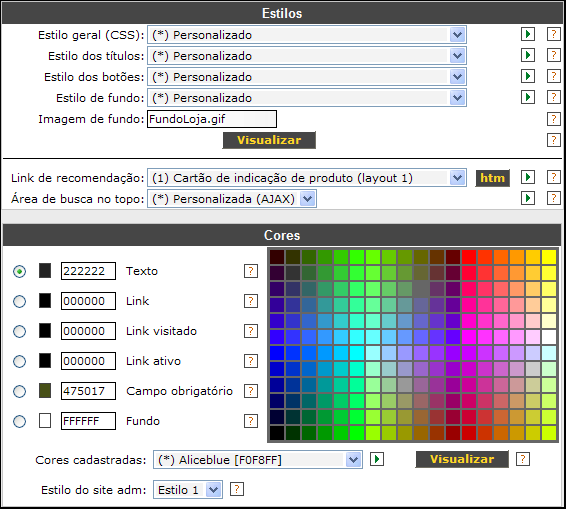 Estilos
Estilo geral (CSS): (*) Personalizado ?
Estilo dos títulos: (*) Personalizado ?
Estilo dos botões: (*) Personalizado ?
Estilo de fundo: (*) Personalizado ?
Imagem de fundo: FundoLoja.gif ?
Visualizar ?
Link de recomendação: (1) Cartão de indicação de produto (layout 1) htm ?
Área de busca no topo: (*) Personalizada (AJAX) ?
Cores
222222 Texto ?
000000 Link ?
000000 Link visitado ?
000000 Link ativo ?
475017 Campo obrigatório ?
FFFFFF Fundo ?
Cores cadastradas: (*) Aliceblue [F0F8FF] Visualizar ?
Estilo do site adm: Estilo 1 ?